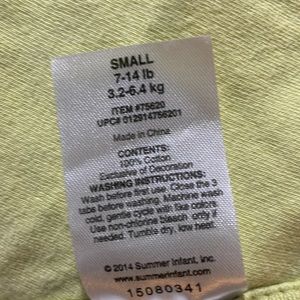 SMALL
7-14 lb
3.2-6.4 kg
ITEM #75620
UPC# 012914756201
Made in China
CONTENTS:
100% Cotton
Exclusive of Decoration
WASHING INSTRUCTIONS:
Wash before first use. Close the 3
tabs before washing. Machine wash
cold, gentle cycle with like colors.
Use non-chlorine bleach only if
needed. Tumble dry, low heat.
© 2014 Summer Infant, Inc.
summerinfant.com
15080341